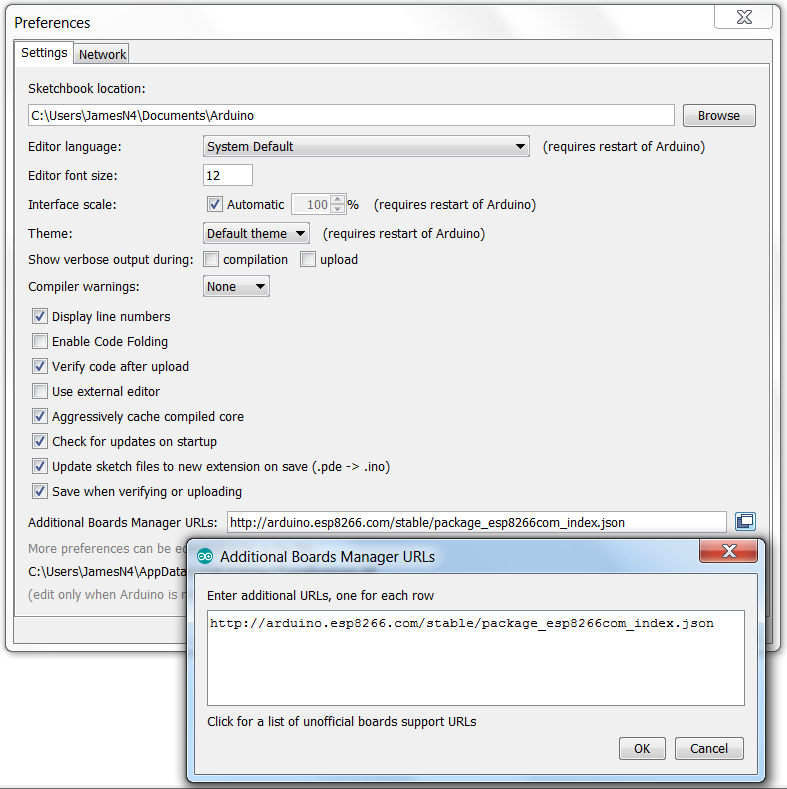 Preferences
Settings Network
Sketchbook location:
C:\Users\JamesN4\Documents\Arduino Browse
Editor language: System Default (requires restart of Arduino)
Editor font size: 12
Interface scale: Automatic 100 % (requires restart of Arduino)
Theme: Default theme (requires restart of Arduino)
Show verbose output during: compilation upload
Compiler warnings: None
Display line numbers
Enable Code Folding
Verify code after upload
Use external editor
Aggressively cache compiled core
Check for updates on startup
Update sketch files to new extension on save (.pde -> .ino)
Save when verifying or uploading
Additional Boards Manager URLs: http://arduino.esp8266.com/stable/package_esp8266com_index.json
More preferences can be
C:\Users\JamesN4\AppData
(edit only when Arduino is
Additional Boards Manager URLs
Enter additional URLs, one for each row
http://arduino.esp8266.com/stable/package_esp8266com_index.json
Click for a list of unofficial boards support URLs
OK Cancel